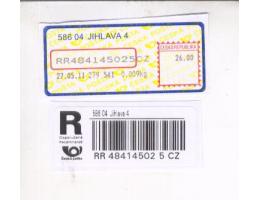 586 04 JIHLAVA 4
ČESKÁ REPUBLIKA
RR484145025CZ
26.00
27.05.11 279 541 0,009kg
586 04 Jihlava 4
R
Doporučeně
Recommandé
Česká pošta
RR 48414502 5 CZ